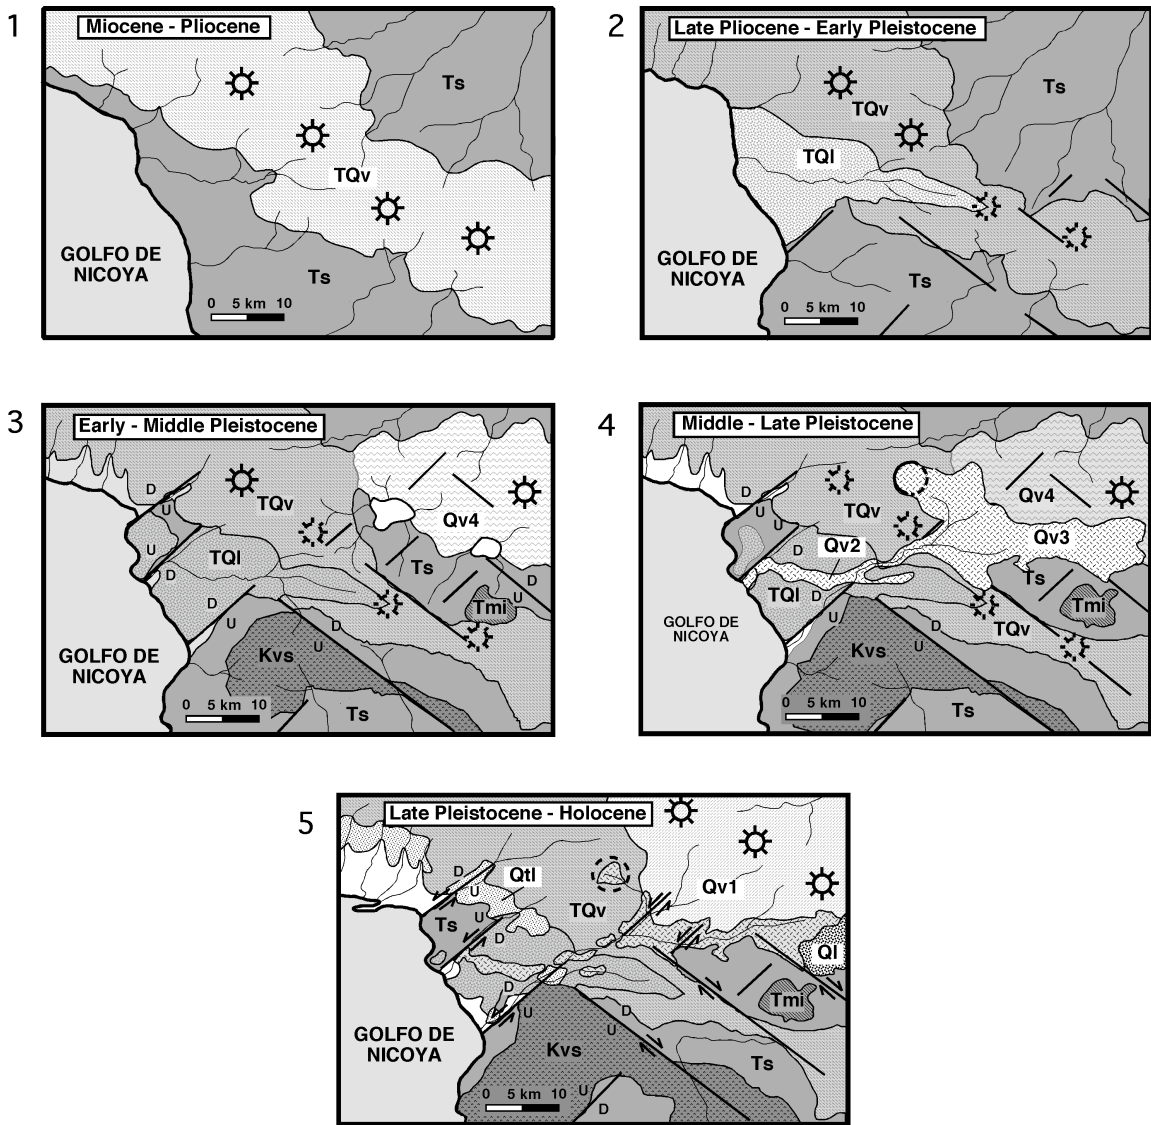 1
Miocene - Pliocene
Ts
TQv
GOLFO DE
NICOYA
Ts
0 5 km 10
2
Late Pliocene - Early Pleistocene
Ts
TQv
TQl
GOLFO DE
NICOYA
Ts
0 5 km 10
3
Early - Middle Pleistocene
D
U
TQv
Qv4
U
TQl
Ts
D
D
D
U
Tmi
U
D
U
Kvs
GOLFO DE
NICOYA
0 5 km 10
Ts
4
Middle - Late Pleistocene
D
U
U
TQv
Qv4
D
Qv2
Qv3
Ts
TQl
D
Tmi
U
D
TQv
U
GOLFO DE
NICOYA
Kvs
0 5 km 10
Ts
5
Late Pleistocene - Holocene
D
U
Qtl
Qv1
TQv
Ts
U
D
Ql
D
Tmi
U
D
U
GOLFO DE
NICOYA
Kvs
Ts
0 5 km 10
U
D